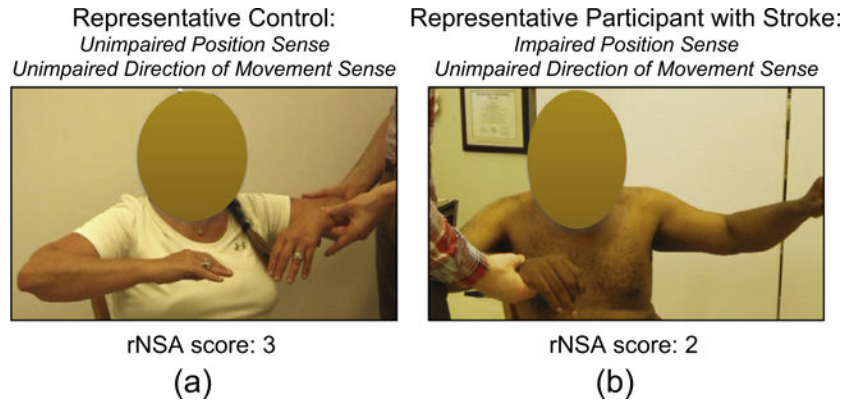 Representative Control:
Unimpaired Position Sense
Unimpaired Direction of Movement Sense
Representative Participant with Stroke:
Impaired Position Sense
Unimpaired Direction of Movement Sense
rNSA score: 3
(a)
rNSA score: 2
(b)